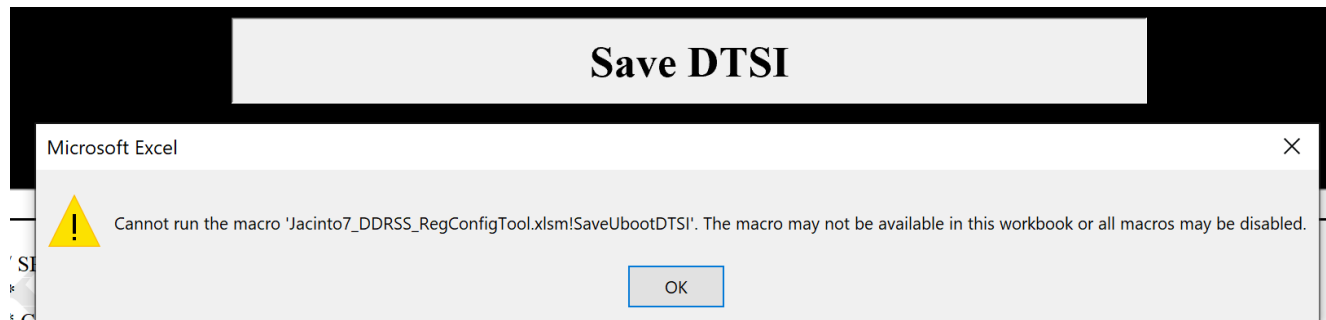 Save DTSI
Microsoft Excel
Cannot run the macro 'Jacinto7_DDRSS_RegConfigTool.xlsm!SaveUbootDTSI'. The macro may not be available in this workbook or all macros may be disabled.
OK